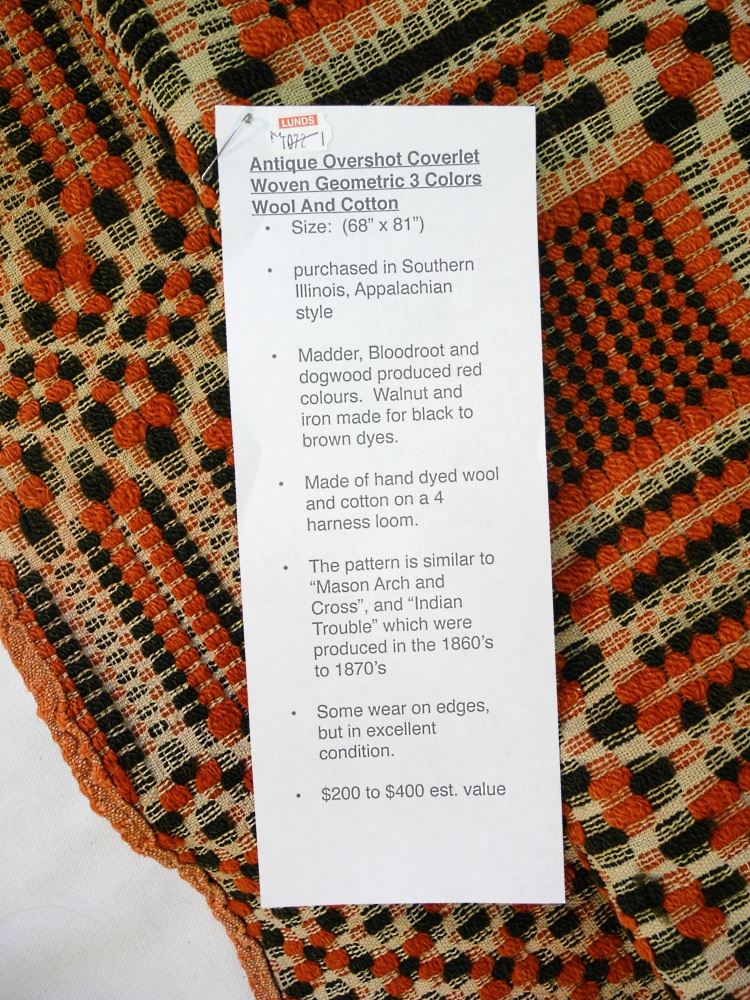 LUNDS
Antique Overshot Coverlet
Woven Geometric 3 Colors
Wool And Cotton
• Size: (68” x 81”)
• purchased in Southern
Illinois, Appalachian
style
• Madder, Bloodroot and
dogwood produced red
colours. Walnut and
iron made for black to
brown dyes.
• Made of hand dyed wool
and cotton on a 4
harness loom.
• The pattern is similar to
“Mason Arch and
Cross”, and “Indian
Trouble” which were
produced in the 1860’s
to 1870’s
• Some wear on edges,
but in excellent
condition.
• $200 to $400 est. value